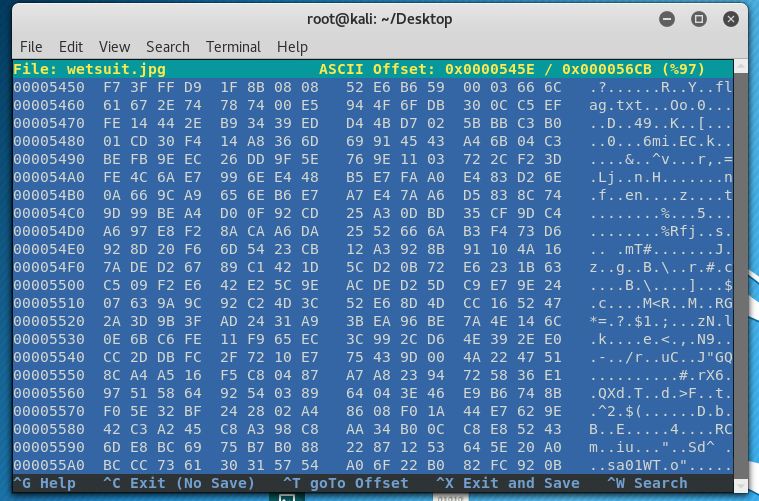 root@kali: ~/Desktop
File Edit View Search Terminal Help
File: wetsuit.jpg ASCII Offset: 0x0000545E / 0x000056CB (%97)
00005450 F7 3F FF D9 1F 8B 08 08 52 E6 B6 59 00 03 66 6C .?......R..Y..fl
00005460 61 67 2E 74 78 74 00 E5 94 4F 6F DB 30 0C C5 EF ag.txt...Oo.0...
00005470 FE 14 44 2E B9 34 39 ED D4 4B D7 02 5B BB C3 B0 ..D..49..K..[...
00005480 01 CD 30 F4 14 A8 36 6D 69 91 45 43 A4 6B 04 C3 ..0...6mi.EC.k..
00005490 BE FB 9E EC 26 DD 9F 5E 76 9E 11 03 72 2C F2 3D ....&..^v...r,.=
000054A0 FE 4C 6A E7 99 6E E4 48 B5 E7 FA A0 E4 83 D2 6E .Lj..n.H.......n
000054B0 0A 66 9C A9 65 6E B6 E7 A7 E4 7A A6 D5 83 8C 74 .f..en....z....t
000054C0 9D 99 BE A4 D0 0F 92 CD 25 A3 0D BD 35 CF 9D C4 ........%...5...
000054D0 A6 97 E8 F2 8A CA A6 DA 25 52 66 6A B3 F4 73 D6 ........%Rfj..s.
000054E0 92 8D 20 F6 6D 54 23 CB 12 A3 92 8B 91 10 4A 16 .. .mT#.......J.
000054F0 7A DE D2 67 89 C1 42 1D 5C D2 0B 72 E6 23 1B 63 z..g..B.\..r.#.c
00005500 C5 09 F2 E6 42 E2 5C 9E AC DE D2 5D C9 E7 9E 24 ....B.\....]...$
00005510 07 63 9A 9C 92 C2 4D 3C 52 E6 8D 4D CC 16 52 47 .c....M<R..M..RG
00005520 2A 3D 9B 3F AD 24 31 A9 3B EA 96 BE 7A 4E 14 6C *=.?.$1.;...zN.l
00005530 0E 6B C6 FE 11 F9 65 EC 3C 99 2C D6 4E 39 2E E0 .k....e.<.,.N9..
00005540 CC 2D DB FC 2F 72 10 E7 75 43 9D 00 4A 22 47 51 .-../r..uC..J"GQ
00005550 8C A4 A5 16 F5 C8 04 87 A7 A8 23 94 72 58 36 E1 ..........#.rX6.
00005560 97 51 58 64 92 54 03 89 64 04 3E 46 E9 B6 74 8B .QXd.T..d.>F..t.
00005570 F0 5E 32 BF 24 28 02 A4 86 08 F0 1A 44 E7 62 9E .^2.$(......D.b.
00005580 42 C3 A2 45 C8 A3 98 C8 AA 34 B0 0C C8 E8 52 43 B..E.....4....RC
00005590 6D E8 BC 69 75 B7 B0 88 22 87 12 53 64 5E 20 A0 m..iu..."..Sd^ .
000055A0 BC CC 73 61 30 31 57 54 A0 6F 22 B0 82 FC 92 0B ..sa01WT.o".....
^G Help ^C Exit (No Save) ^T goTo Offset ^X Exit and Save ^W Search